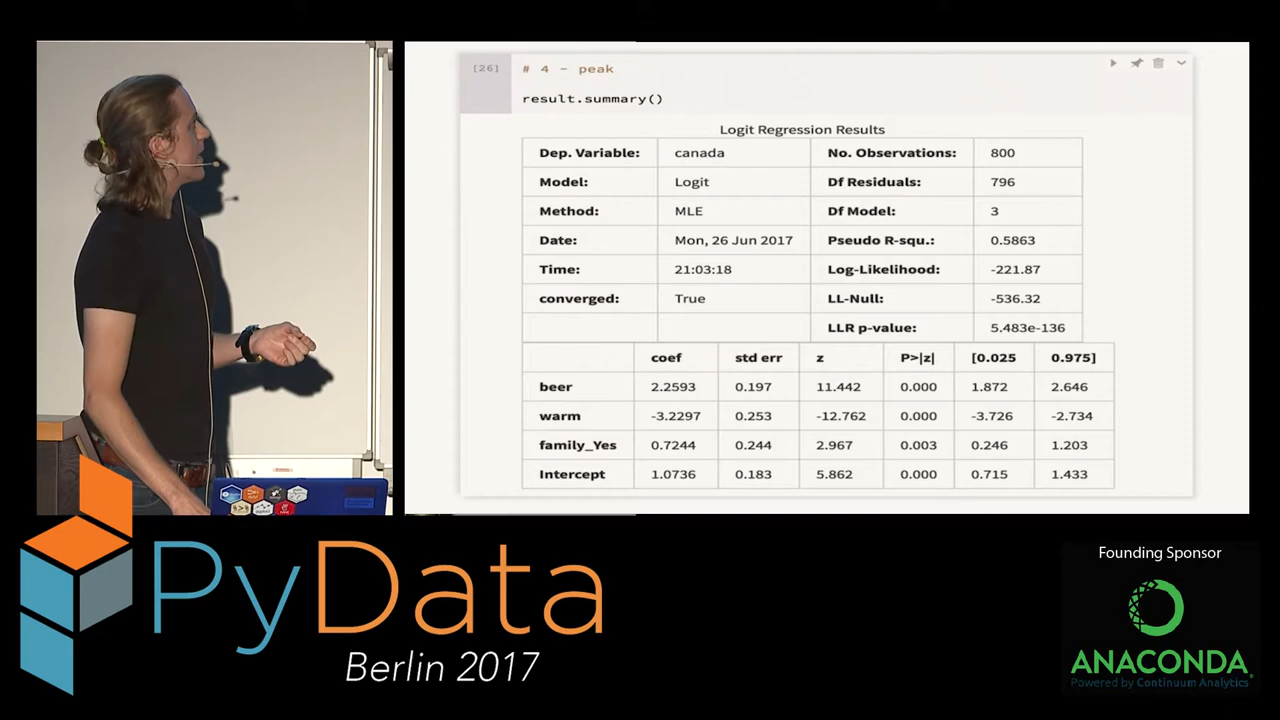 [26] # 4 - peak
result.summary()
Logit Regression Results
Dep. Variable: canada No. Observations: 800
Model: Logit Df Residuals: 796
Method: MLE Df Model: 3
Date: Mon, 26 Jun 2017 Pseudo R-squ.: 0.5863
Time: 21:03:18 Log-Likelihood: -221.87
converged: True LL-Null: -536.32
LLR p-value: 5.483e-136
coef std err z P>|z| [0.025 0.975]
beer 2.2593 0.197 11.442 0.000 1.872 2.646
warm -3.2297 0.253 -12.762 0.000 -3.726 -2.734
family_Yes 0.7244 0.244 2.967 0.003 0.246 1.203
Intercept 1.0736 0.183 5.862 0.000 0.715 1.433
PyData
Berlin 2017
Founding Sponsor
ANACONDA
Powered by Continuum Analytics